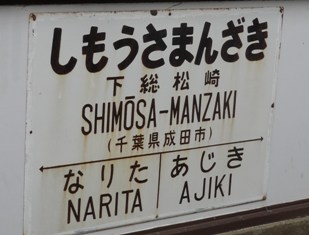 しもうさまんざき
下総松崎
SHIMŌSA-MANZAKI
(千葉県成田市)
なりた あじき
NARITA AJIKI